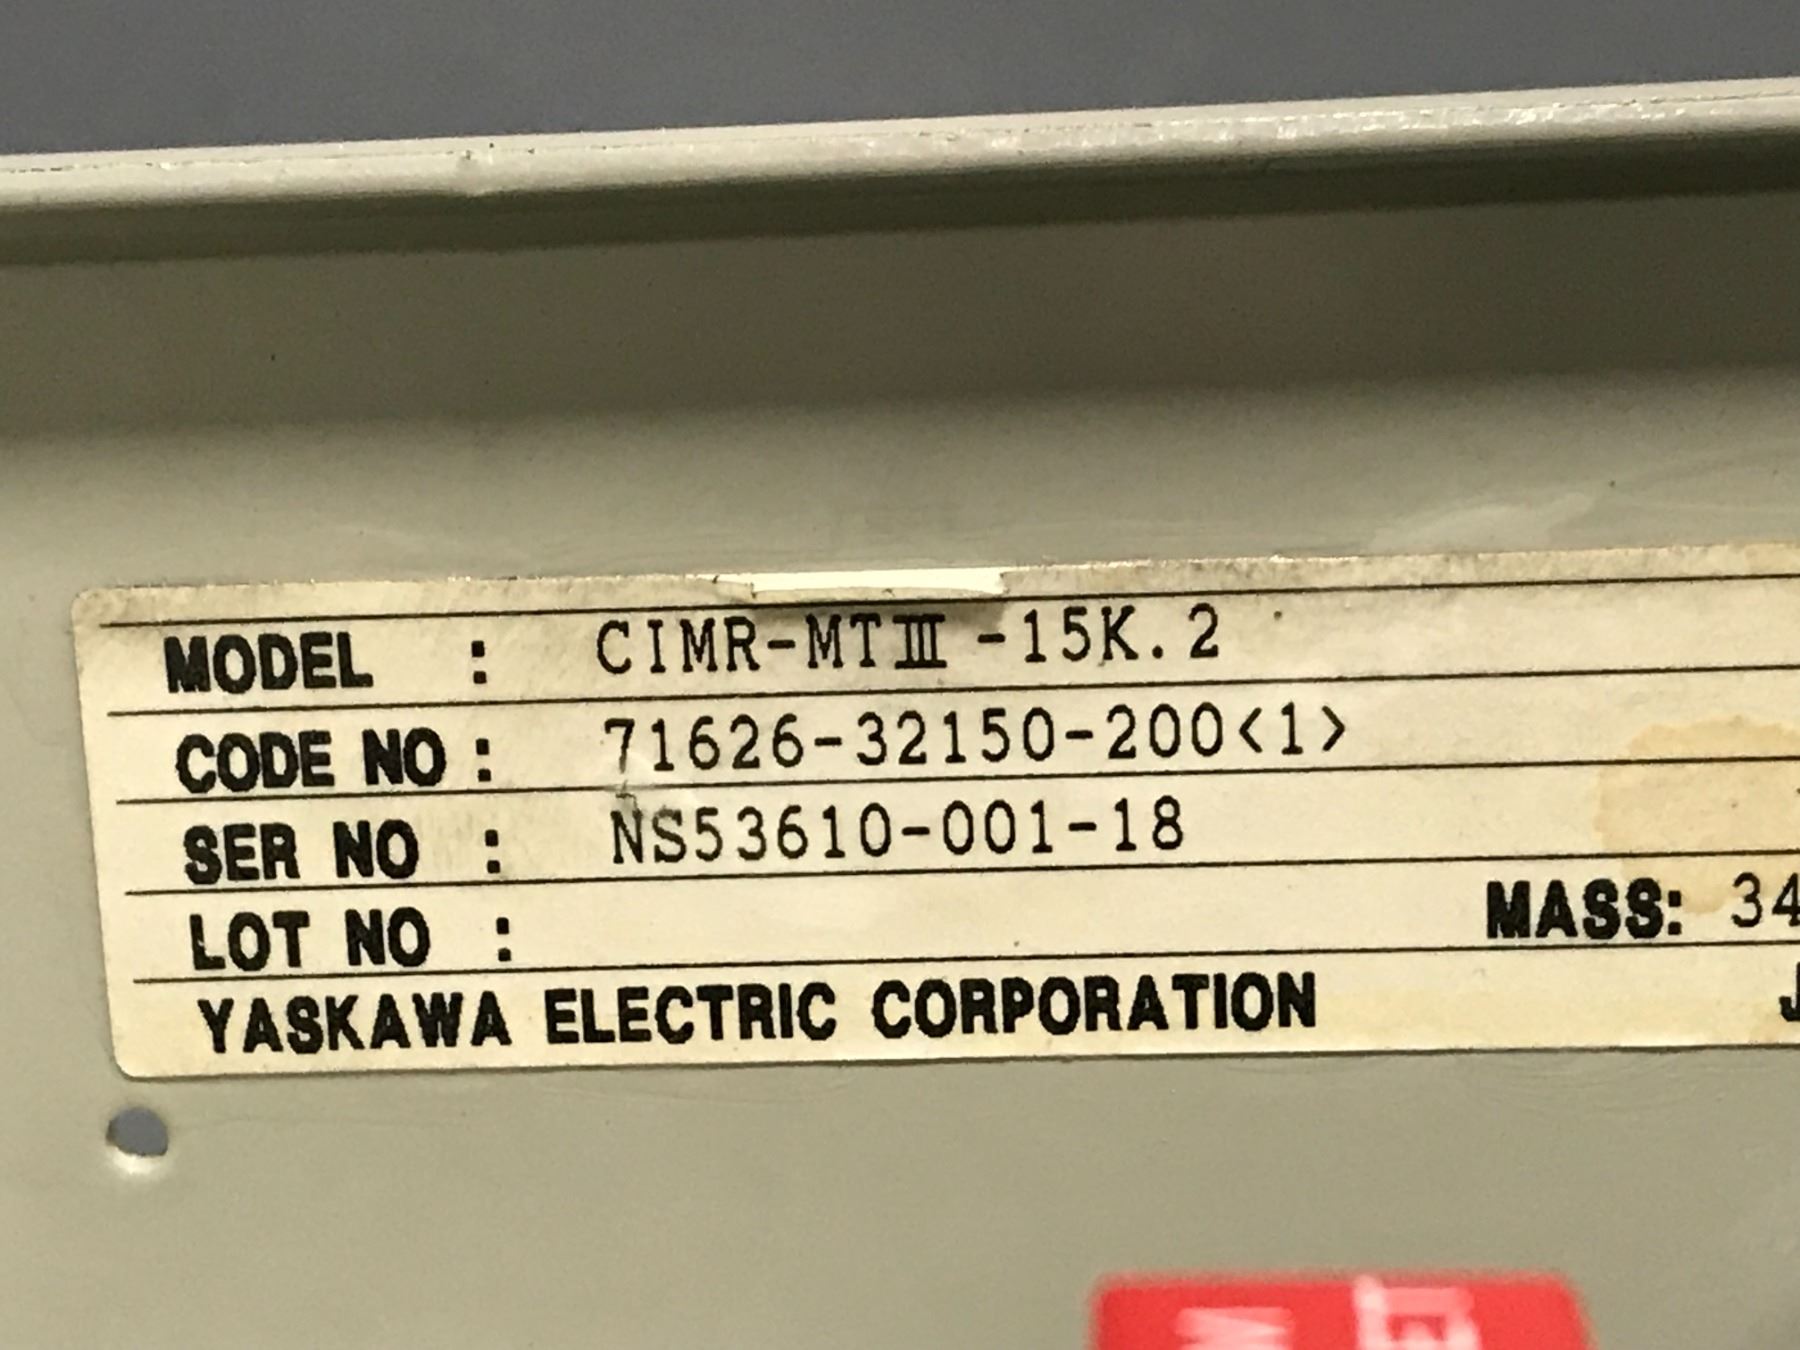 MODEL : CIMR-MTⅢ-15K.2
CODE NO : 71626-32150-200<1>
SER NO : NS53610-001-18
LOT NO : MASS: 34
YASKAWA ELECTRIC CORPORATION J